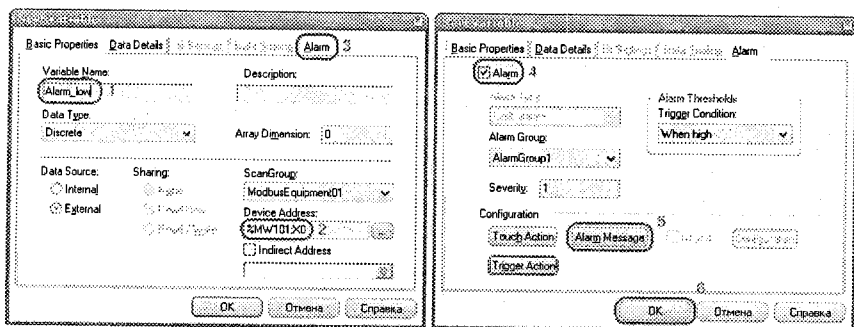 Basic Properties Data Details Alarm 3
Variable Name: Description:
Alarm_low 1
Data Type:
Discrete Array Dimension: 0
Data Source: Sharing: ScanGroup:
Internal ModbusEquipment01
External Device Address:
%MW101:X0 2 ...
Indirect Address
OK Отмена Справка
Basic Properties Data Details Alarm
Alarm 4
Alarm Thresholds
Trigger Condition:
Alarm Group: When high
AlarmGroup1
Severity: 1
Configuration 5
Touch Action Alarm Message
Trigger Action
6
OK Отмена Справка